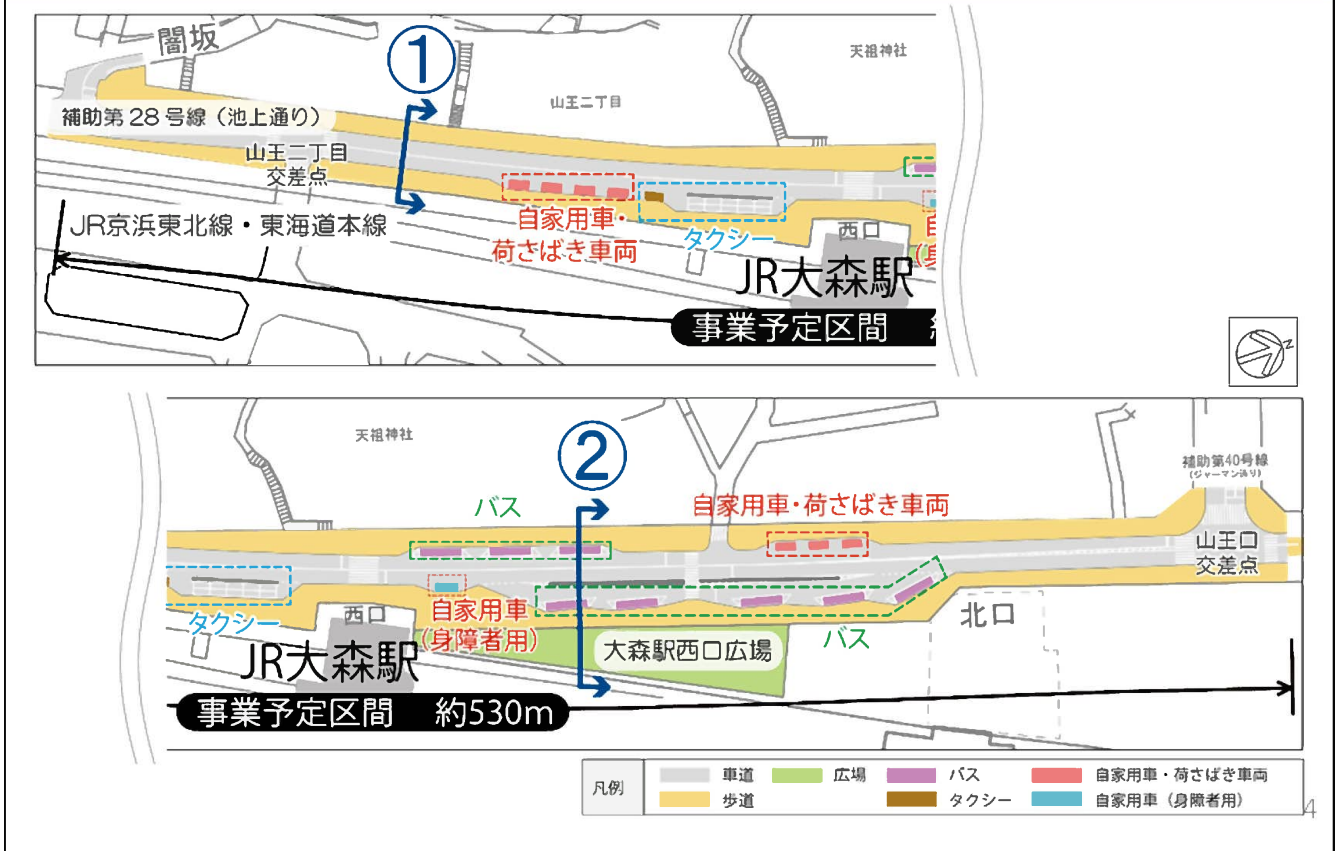 闇坂
①
天祖神社
補助第28号線（池上通り）
山王二丁目
山王二丁目
交差点
JR京浜東北線・東海道本線
自家用車・
荷さばき車両
タクシー
西口
JR大森駅
事業予定区間
N
天祖神社
②
補助第40号線
（ジャーマン通り）
バス
自家用車・荷さばき車両
山王口
交差点
タクシー
西口
自家用車
（身障者用）
大森駅西口広場
バス
北口
JR大森駅
事業予定区間　約530m
凡例
車道
広場
バス
自家用車・荷さばき車両
歩道
タクシー
自家用車（身障者用）
4